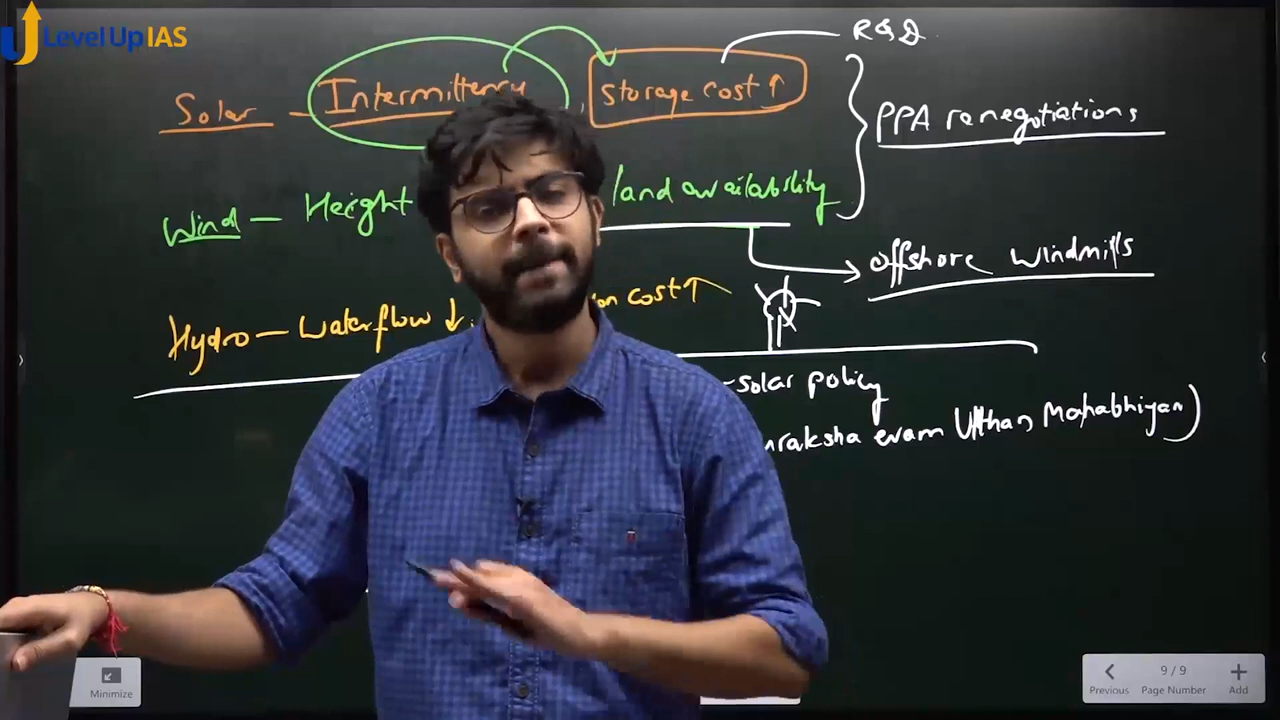 Level Up IAS
R&D
Solar - Intermittency, Storage cost ↑
PPA renegotiations
Wind - Height land availability
offshore windmills
Hydro - Waterflow ↓ cost ↑
-solar policy
evam Utthan Mahabhiyan)
Minimize
Previous
9 / 9
Page Number
Add